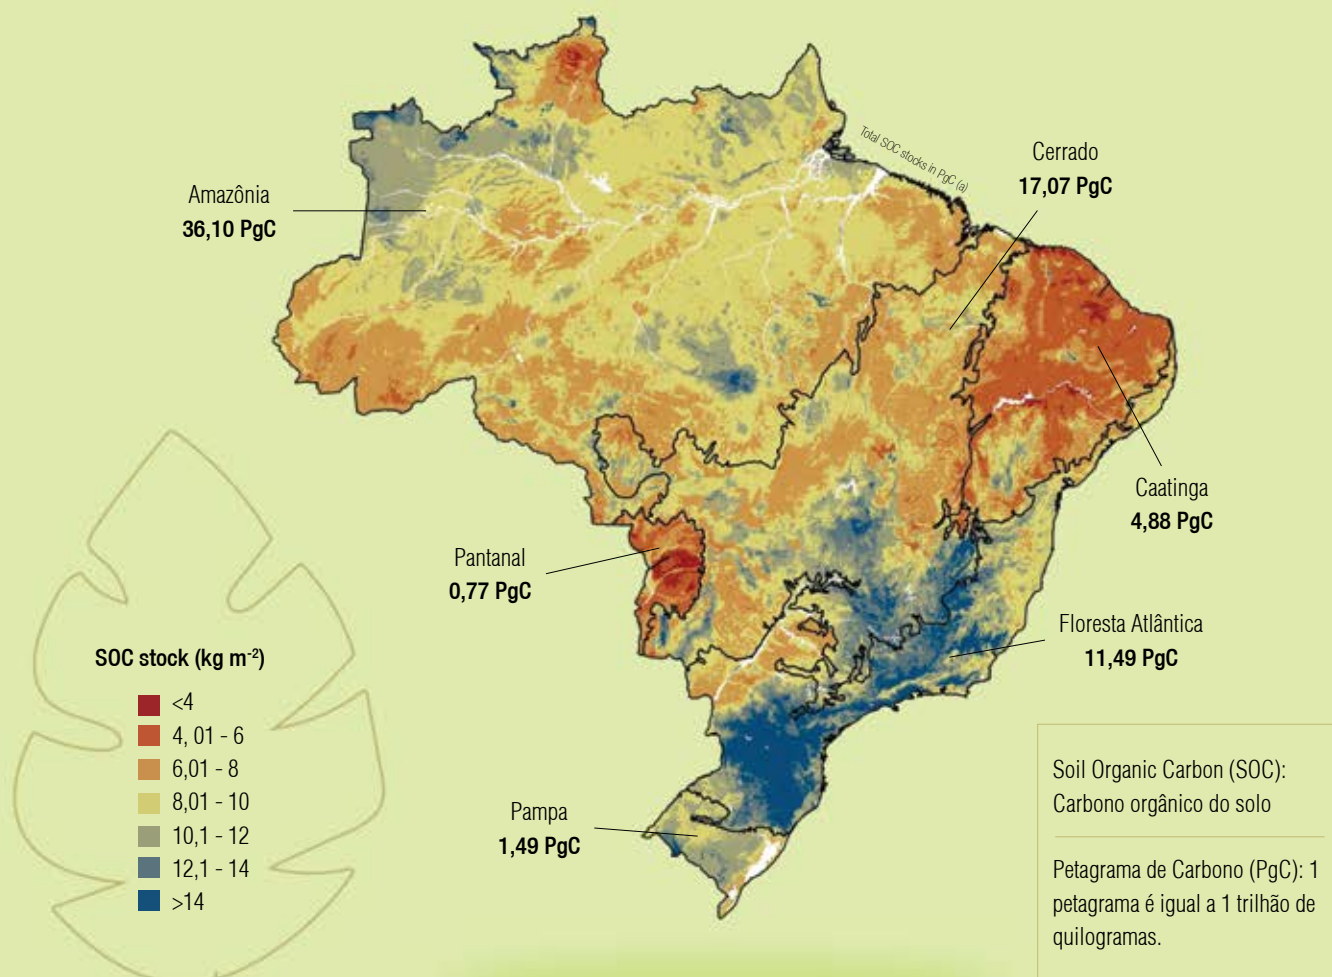 Total SOC stocks in PgC (a)
Cerrado
17,07 PgC
Amazônia
36,10 PgC
Caatinga
4,88 PgC
Pantanal
0,77 PgC
Floresta Atlântica
11,49 PgC
Pampa
1,49 PgC
SOC stock (kg m⁻²)
<4
4, 01 - 6
6,01 - 8
8,01 - 10
10,1 - 12
12,1 - 14
>14
Soil Organic Carbon (SOC):
Carbono orgânico do solo
Petagrama de Carbono (PgC): 1
petagrama é igual a 1 trilhão de
quilogramas.